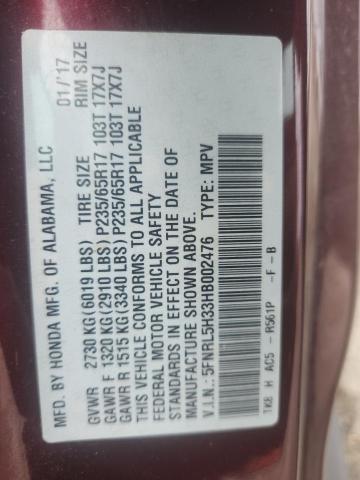 MFD. BY HONDA MFG. OF ALABAMA, LLC 01/'17
GVWR 2730 KG(6019 LBS) TIRE SIZE RIM SIZE
GAWR F 1320 KG(2910 LBS) P235/65R17 103T 17X7J
GAWR R 1515 KG(3340 LBS) P235/65R17 103T 17X7J
THIS VEHICLE CONFORMS TO ALL APPLICABLE
FEDERAL MOTOR VEHICLE SAFETY
STANDARDS IN EFFECT ON THE DATE OF
MANUFACTURE SHOWN ABOVE.
V.I.N.: 5FNRL5H33HB002476 TYPE: MPV
TK8 H AC5 - R561P -F -B